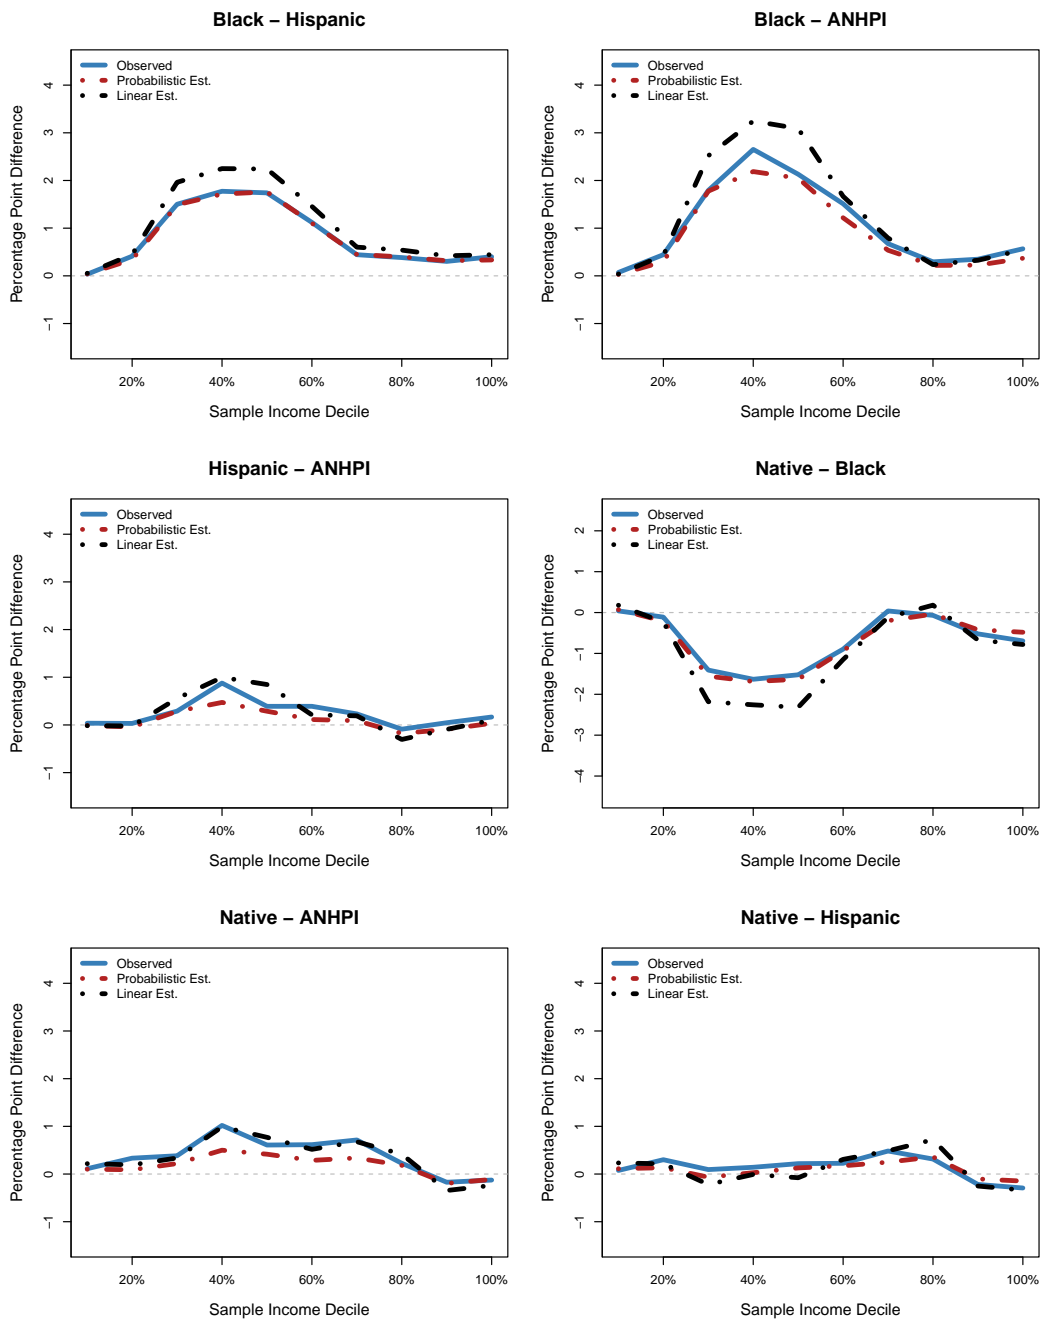 Black – Hispanic
Observed
Probabilistic Est.
Linear Est.
Percentage Point Difference
4
3
2
1
0
−1
20%
40%
60%
80%
100%
Sample Income Decile
Black – ANHPI
Observed
Probabilistic Est.
Linear Est.
Percentage Point Difference
4
3
2
1
0
−1
20%
40%
60%
80%
100%
Sample Income Decile
Hispanic – ANHPI
Observed
Probabilistic Est.
Linear Est.
Percentage Point Difference
4
3
2
1
0
−1
20%
40%
60%
80%
100%
Sample Income Decile
Native – Black
Observed
Probabilistic Est.
Linear Est.
Percentage Point Difference
2
1
0
−1
−2
−3
−4
20%
40%
60%
80%
100%
Sample Income Decile
Native – ANHPI
Observed
Probabilistic Est.
Linear Est.
Percentage Point Difference
4
3
2
1
0
−1
20%
40%
60%
80%
100%
Sample Income Decile
Native – Hispanic
Observed
Probabilistic Est.
Linear Est.
Percentage Point Difference
4
3
2
1
0
−1
20%
40%
60%
80%
100%
Sample Income Decile